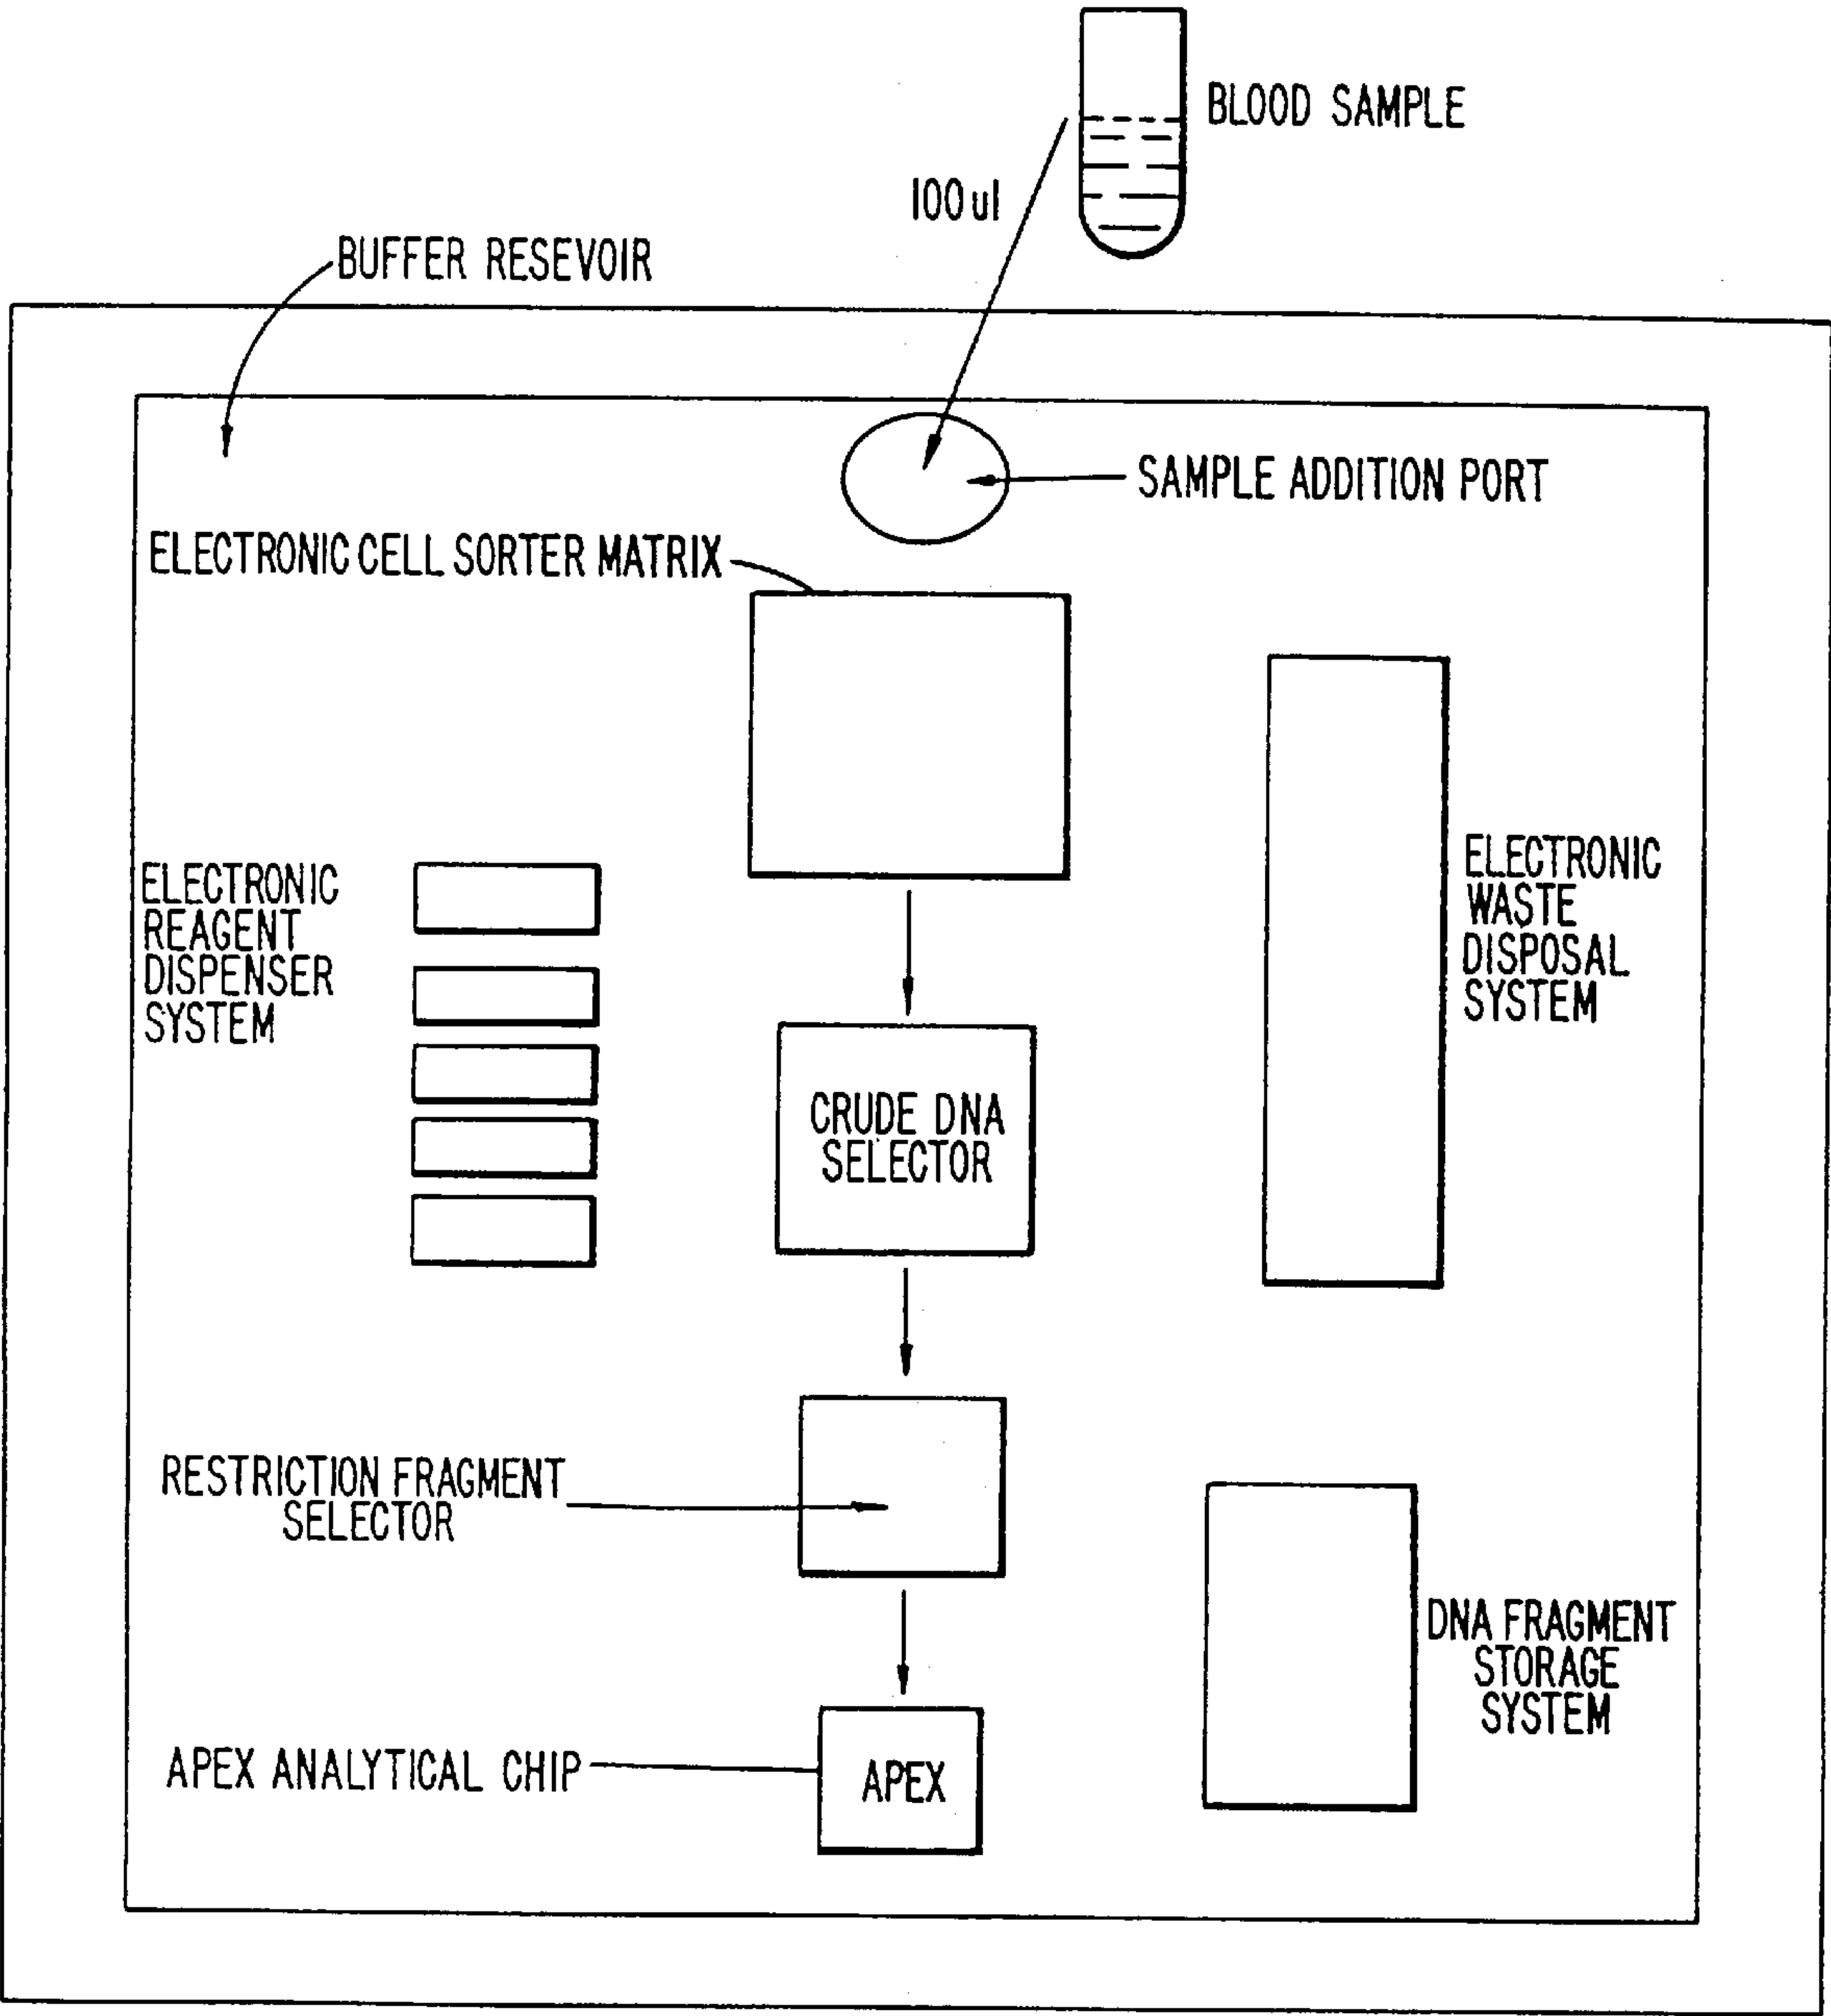 BLOOD SAMPLE
100ul
BUFFER RESEVOIR
SAMPLE ADDITION PORT
ELECTRONIC CELL SORTER MATRIX
ELECTRONIC
REAGENT
DISPENSER
SYSTEM
ELECTRONIC
WASTE
DISPOSAL
SYSTEM
CRUDE DNA
SELECTOR
RESTRICTION FRAGMENT
SELECTOR
DNA FRAGMENT
STORAGE
SYSTEM
APEX ANALYTICAL CHIP
APEX